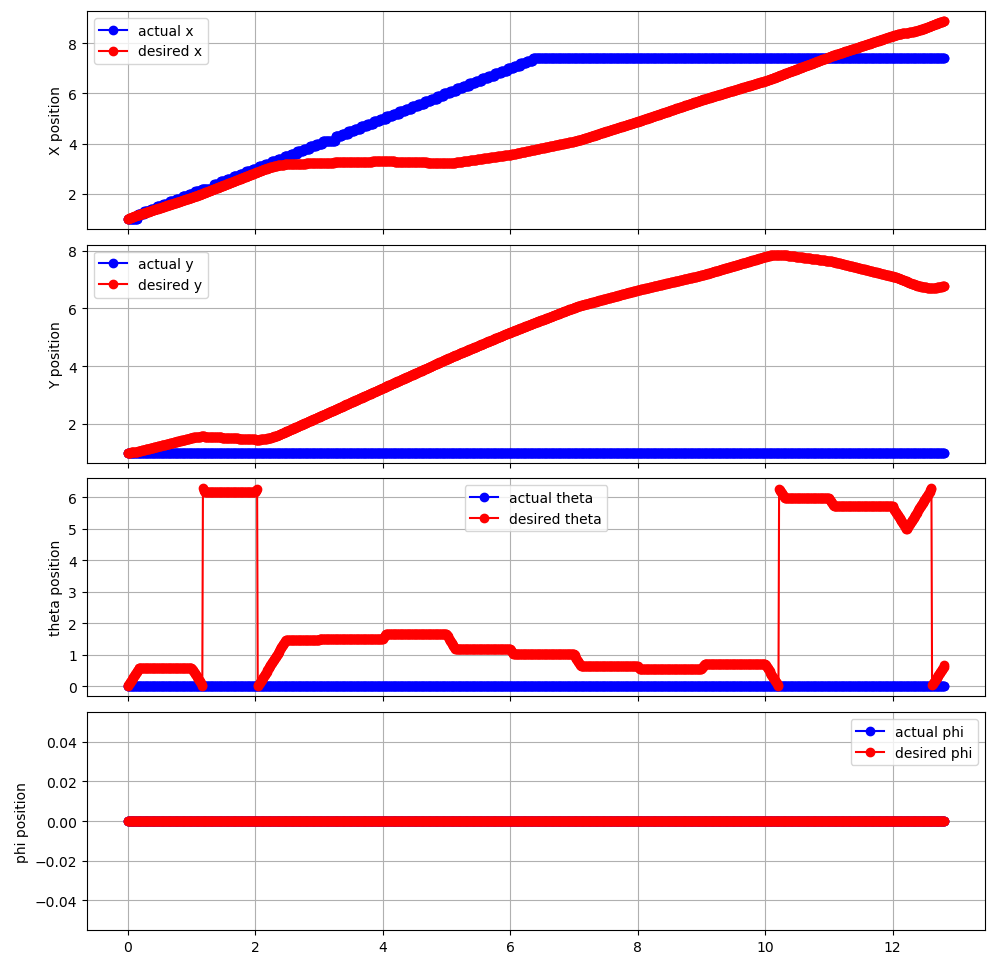 actual x
desired x
X position
8
6
4
2
actual y
desired y
Y position
8
6
4
2
actual theta
desired theta
theta position
6
5
4
3
2
1
0
actual phi
desired phi
phi position
0.04
0.02
0.00
−0.02
−0.04
0 2 4 6 8 10 12